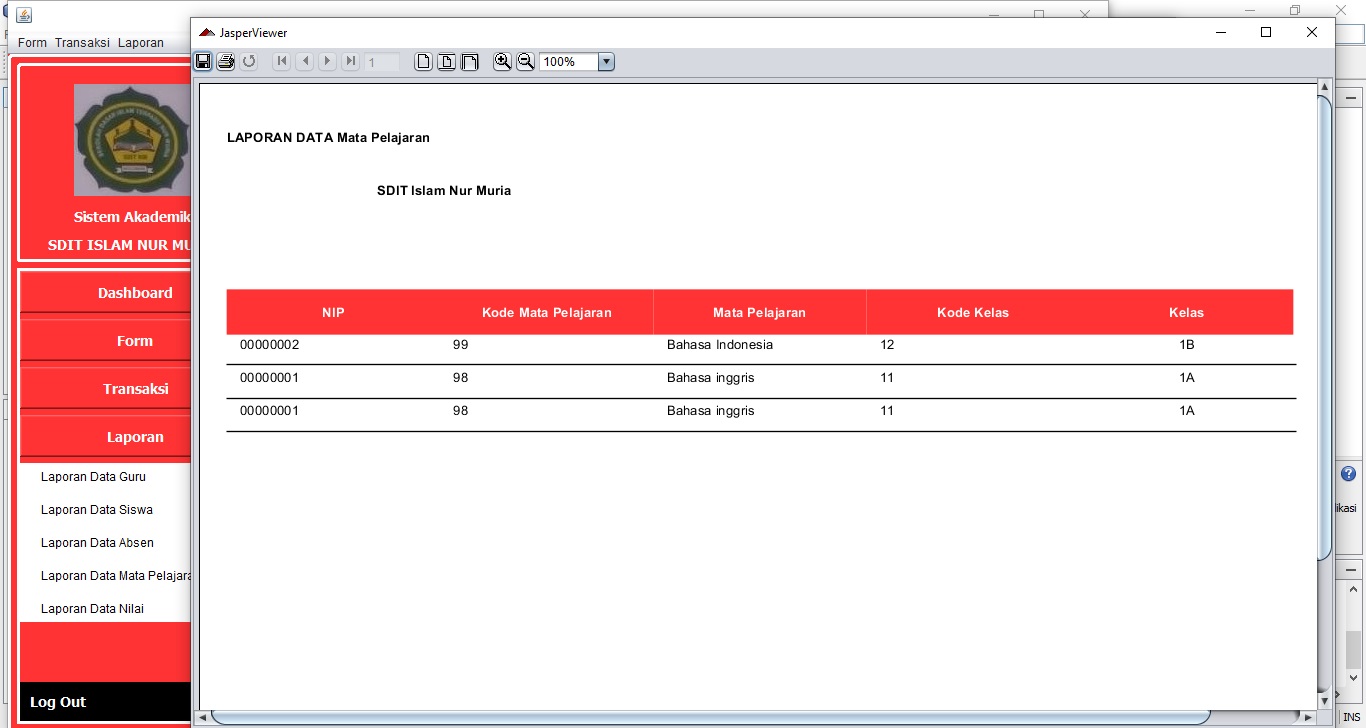 JasperViewer
Form Transaksi Laporan
1
100%
Sistem Akademik
SDIT ISLAM NUR MU
Dashboard
Form
Transaksi
Laporan
Laporan Data Guru
Laporan Data Siswa
Laporan Data Absen
Laporan Data Mata Pelajara
Laporan Data Nilai
Log Out
LAPORAN DATA Mata Pelajaran
SDIT Islam Nur Muria
NIP Kode Mata Pelajaran Mata Pelajaran Kode Kelas Kelas
00000002 99 Bahasa Indonesia 12 1B
00000001 98 Bahasa inggris 11 1A
00000001 98 Bahasa inggris 11 1A
ikasi
INS